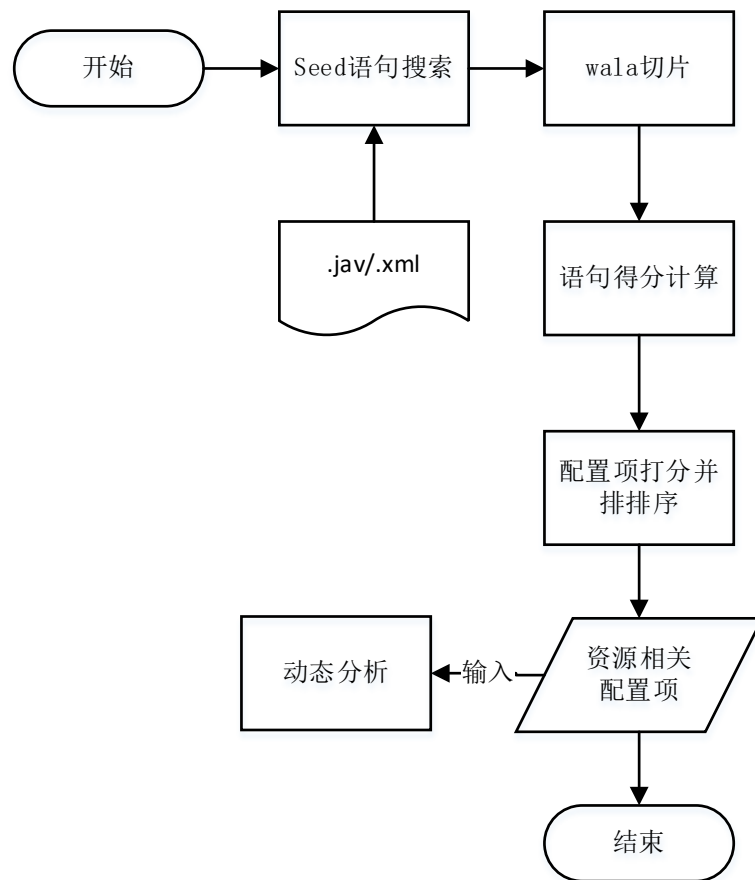 开始
Seed语句搜索
wala切片
.jav/.xml
语句得分计算
配置项打分并
排排序
动态分析
输入
资源相关
配置项
结束